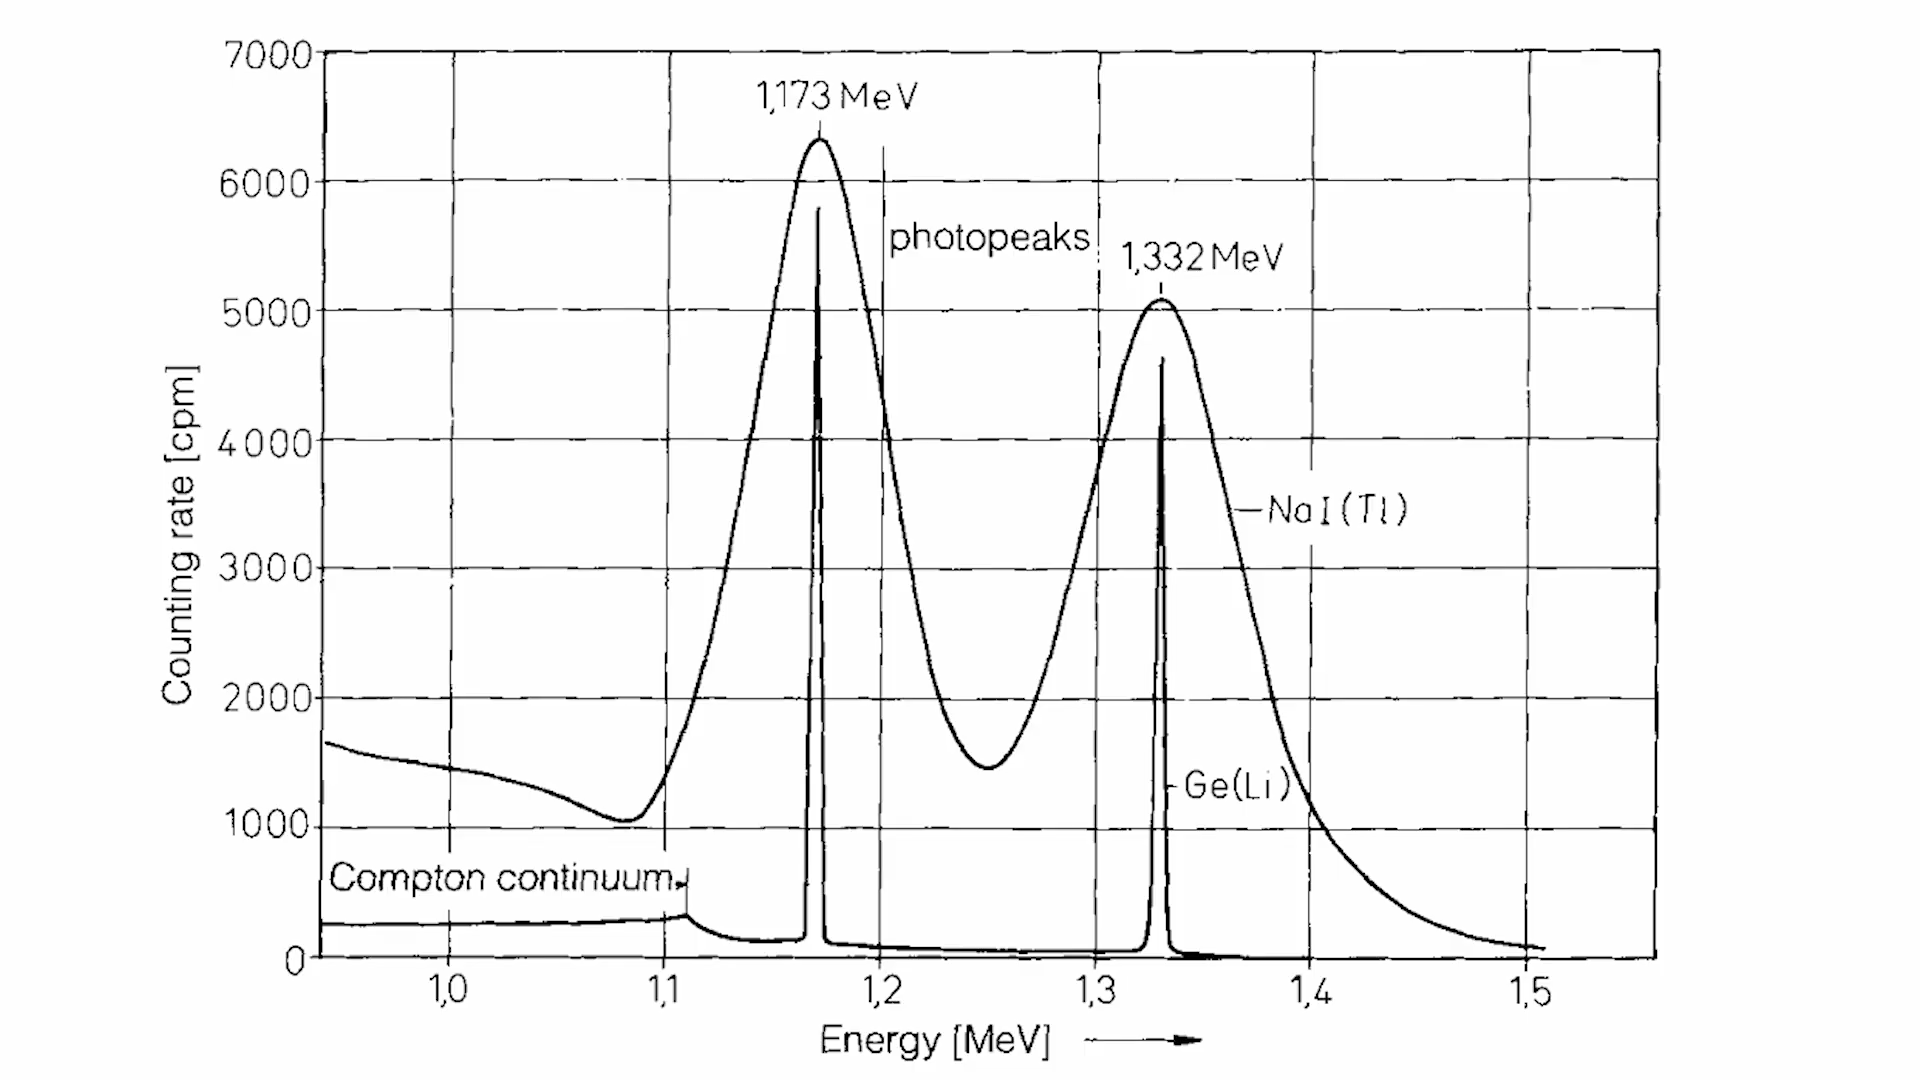 7000
1,173 MeV
6000
photopeaks
1,332 MeV
5000
4000
NaI(Tl)
3000
2000
Ge(Li)
1000
Compton continuum
0
1,0
1,1
1,2
1,3
1,4
1,5
Counting rate [cpm]
Energy [MeV]